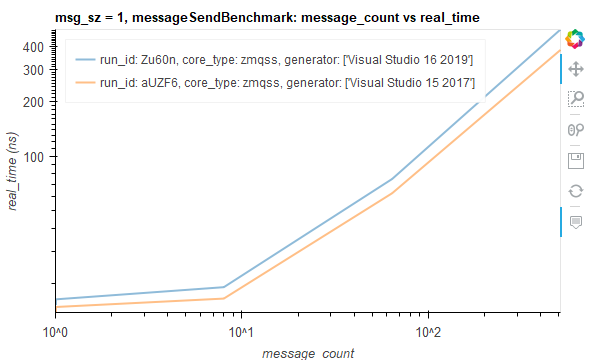 msg_sz = 1, messageSendBenchmark: message_count vs real_time
run_id: Zu60n, core_type: zmqss, generator: ['Visual Studio 16 2019']
run_id: aUZF6, core_type: zmqss, generator: ['Visual Studio 15 2017']
400
300
200
100
real_time (ns)
10^0
10^1
10^2
message_count